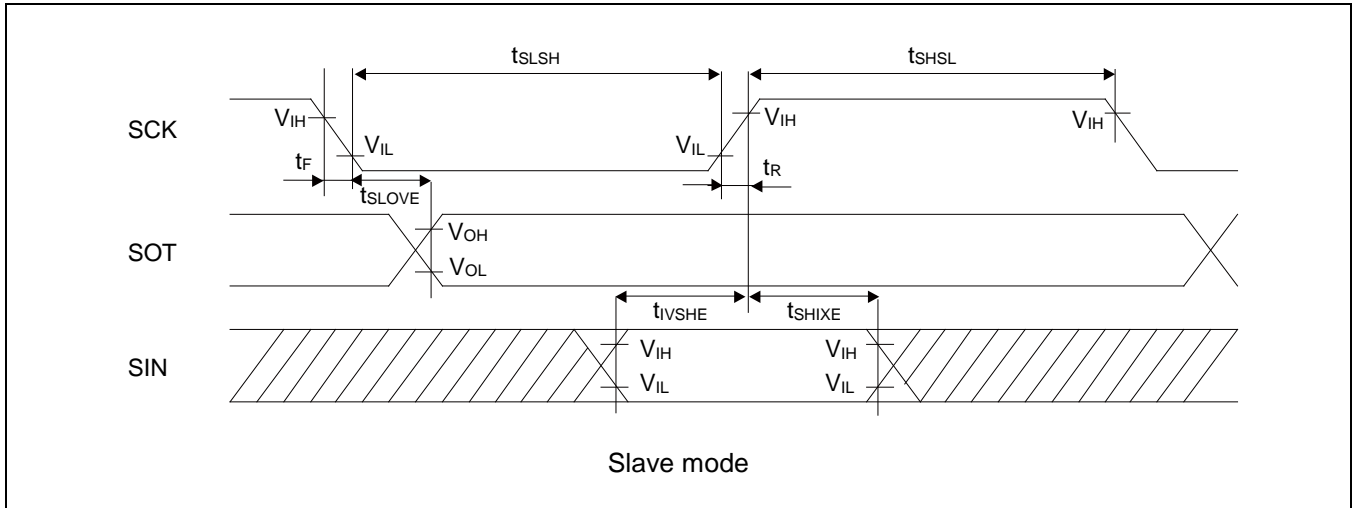 tSLSH
tSHSL
SCK
VIH
VIL
VIL
VIH
VIH
tF
tR
tSLOVE
SOT
VOH
VOL
tIVSHE
tSHIXE
SIN
VIH
VIL
VIH
VIL
Slave mode